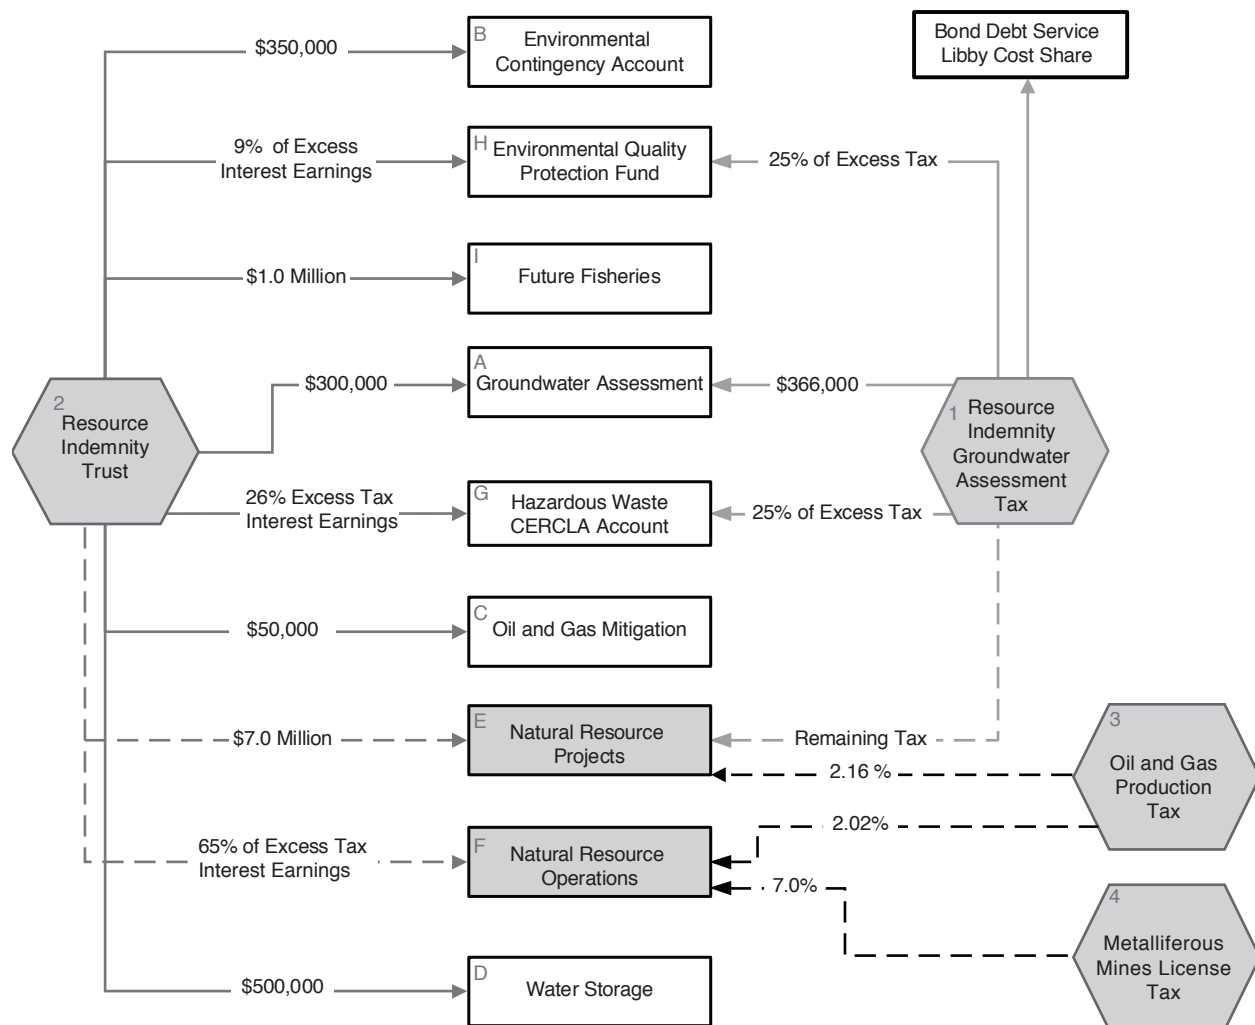 Bond Debt Service
Libby Cost Share
$350,000
B
Environmental
Contingency Account
9% of Excess
Interest Earnings
H
Environmental Quality
Protection Fund
25% of Excess Tax
$1.0 Million
I
Future Fisheries
2
Resource
Indemnity
Trust
$300,000
A
Groundwater Assessment
$366,000
1
Resource
Indemnity
Groundwater
Assessment
Tax
26% Excess Tax
Interest Earnings
G
Hazardous Waste
CERCLA Account
25% of Excess Tax
$50,000
C
Oil and Gas Mitigation
$7.0 Million
E
Natural Resource
Projects
Remaining Tax
2.16 %
3
Oil and Gas
Production
Tax
65% of Excess Tax
Interest Earnings
F
Natural Resource
Operations
2.02%
7.0%
4
Metalliferous
Mines License
Tax
$500,000
D
Water Storage